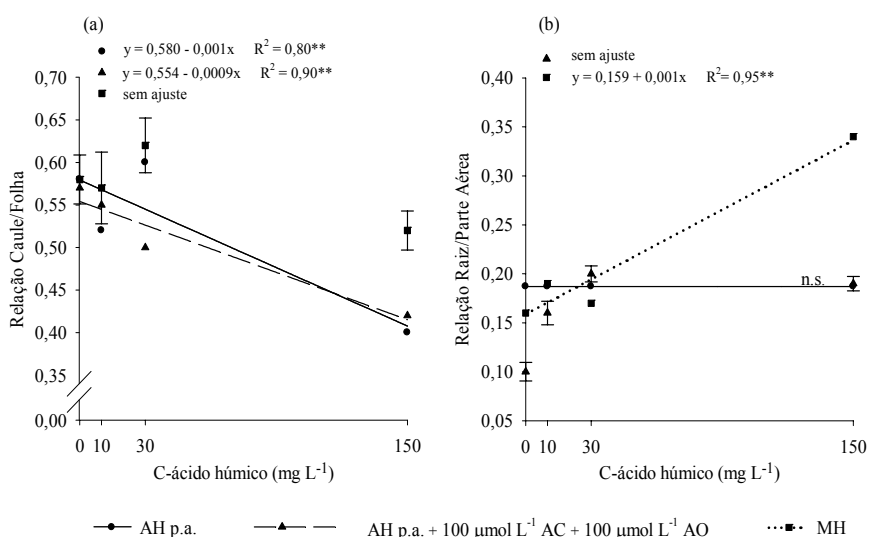 (a)
y = 0,580 - 0,001x R² = 0,80**
y = 0,554 - 0,0009x R² = 0,90**
sem ajuste
0,70
0,65
0,60
0,55
0,50
0,45
0,40
0,35
0,00
Relação Caule/Folha
0 10 30 150
C-ácido húmico (mg L⁻¹)
(b)
sem ajuste
y = 0,159 + 0,001x R²= 0,95**
0,40
0,35
0,30
0,25
0,20
0,15
0,10
0,05
Relação Raiz/Parte Aérea
n.s.
0 10 30 150
C-ácido húmico (mg L⁻¹)
AH p.a. AH p.a. + 100 µmol L⁻¹ AC + 100 µmol L⁻¹ AO MH